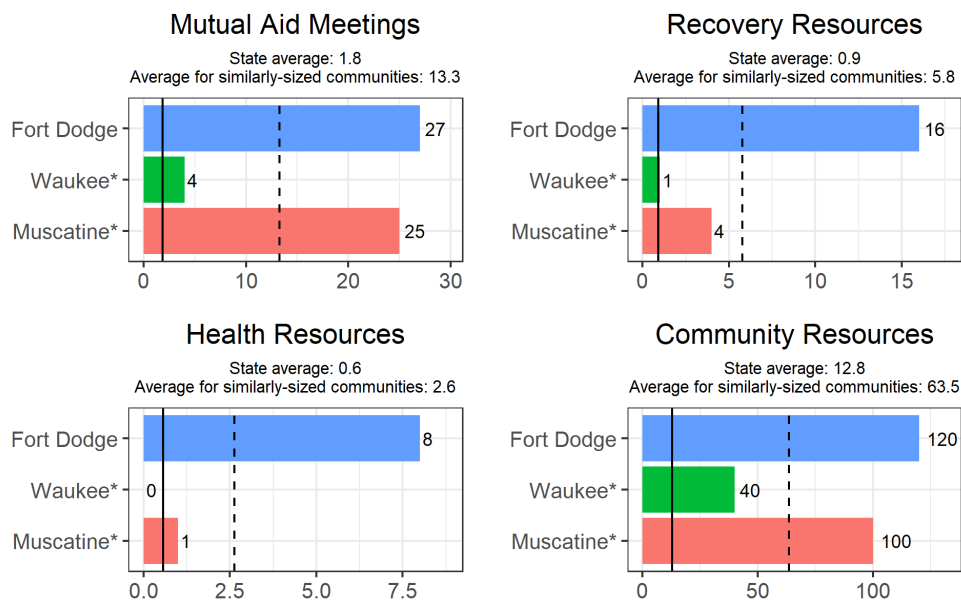 Mutual Aid Meetings
State average: 1.8
Average for similarly-sized communities: 13.3
Fort Dodge
27
Waukee*
4
Muscatine*
25
0
10
20
30
Recovery Resources
State average: 0.9
Average for similarly-sized communities: 5.8
Fort Dodge
16
Waukee*
1
Muscatine*
4
0
5
10
15
Health Resources
State average: 0.6
Average for similarly-sized communities: 2.6
Fort Dodge
8
Waukee*
0
Muscatine*
1
0.0
2.5
5.0
7.5
Community Resources
State average: 12.8
Average for similarly-sized communities: 63.5
Fort Dodge
120
Waukee*
40
Muscatine*
100
0
50
100